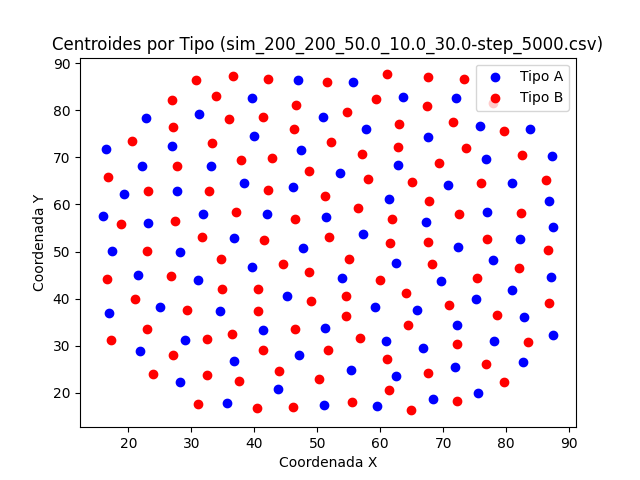 Centroides por Tipo (sim_200_200_50.0_10.0_30.0-step_5000.csv)
Tipo A
Tipo B
Coordenada Y
90
80
70
60
50
40
30
20
20 30 40 50 60 70 80 90
Coordenada X